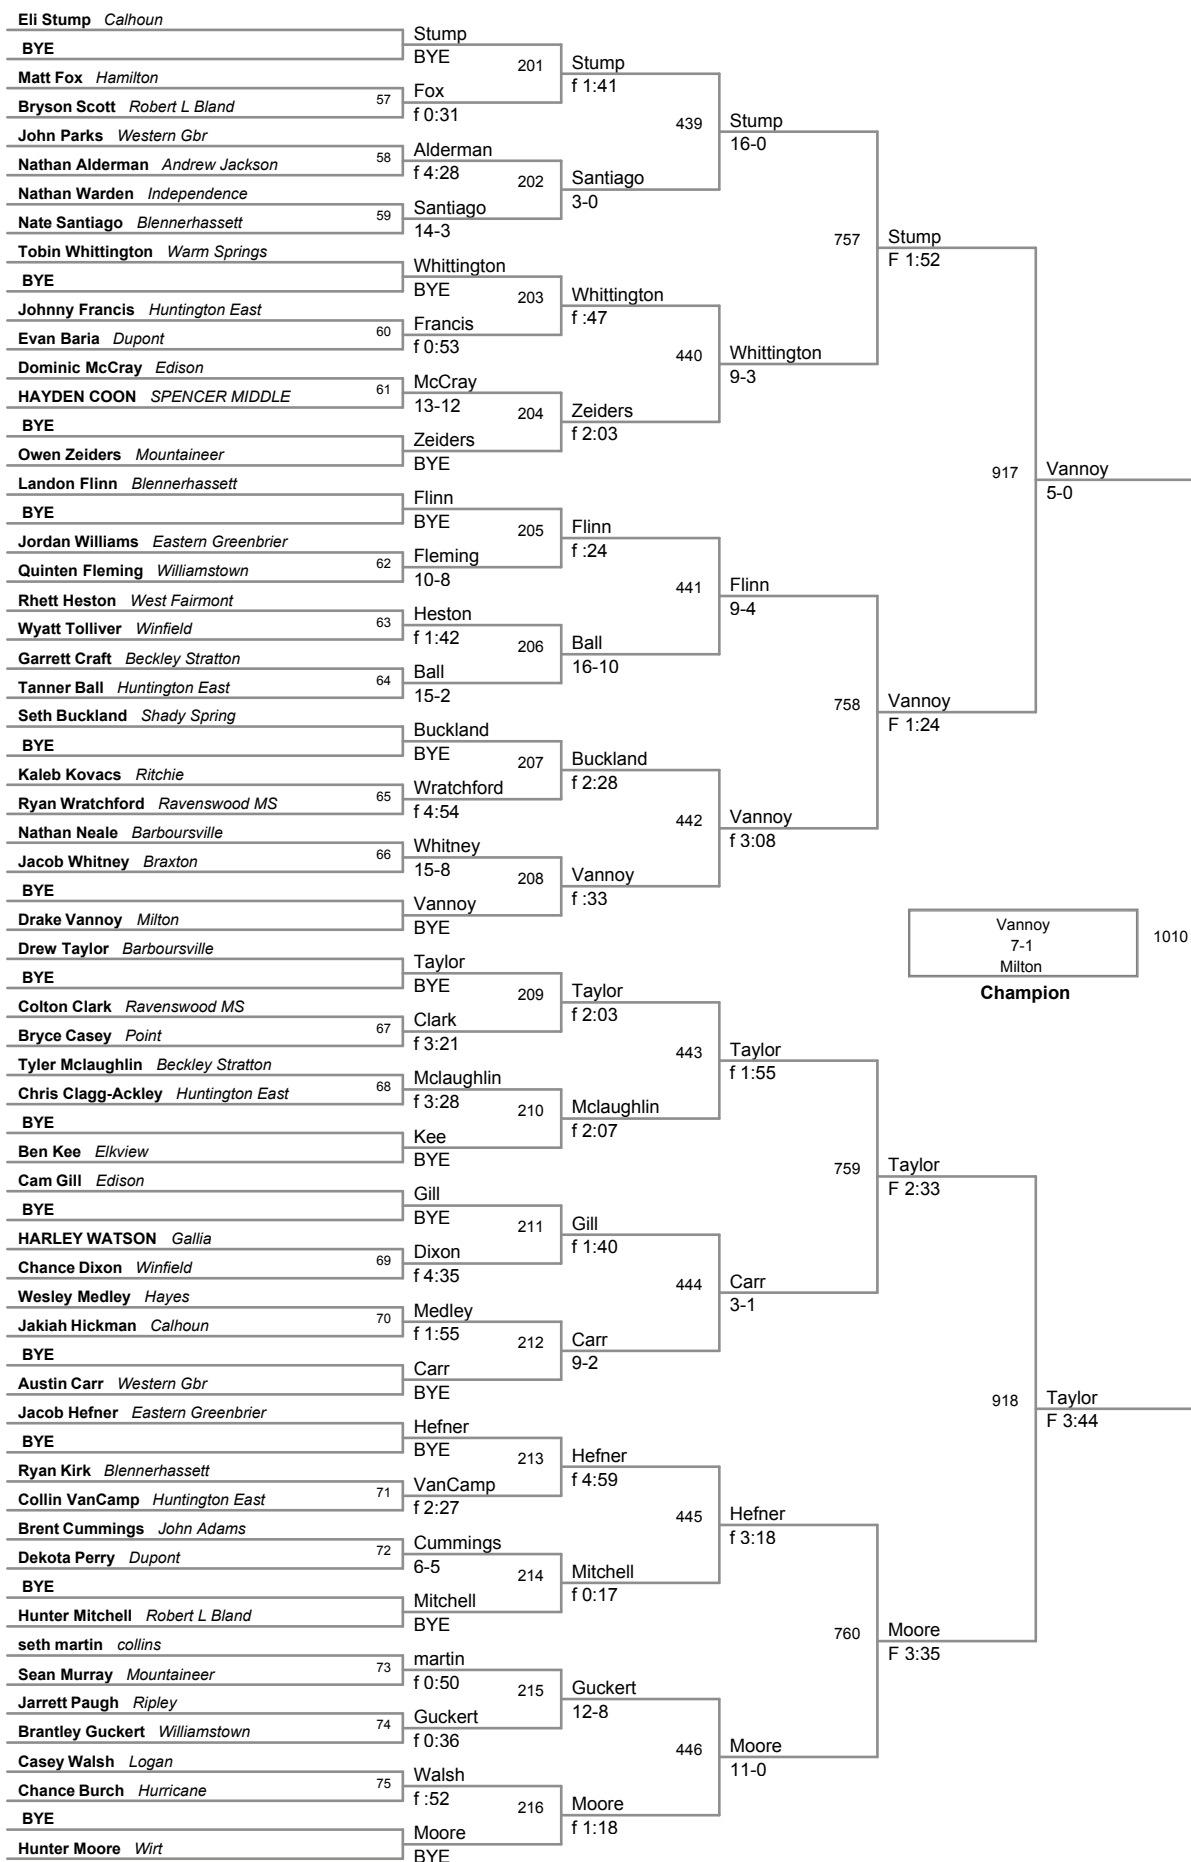 Eli Stump Calhoun
BYE
Matt Fox Hamilton
Bryson Scott Robert L Bland
John Parks Western Gbr
Nathan Alderman Andrew Jackson
Nathan Warden Independence
Nate Santiago Blennerhassett
Tobin Whittington Warm Springs
BYE
Johnny Francis Huntington East
Evan Baria Dupont
Dominic McCray Edison
HAYDEN COON SPENCER MIDDLE
BYE
Owen Zeiders Mountaineer
Landon Flinn Blennerhassett
BYE
Jordan Williams Eastern Greenbrier
Quinten Fleming Williamstown
Rhett Heston West Fairmont
Wyatt Tolliver Winfield
Garrett Craft Beckley Stratton
Tanner Ball Huntington East
Seth Buckland Shady Spring
BYE
Kaleb Kovacs Ritchie
Ryan Wratchford Ravenswood MS
Nathan Neale Barboursville
Jacob Whitney Braxton
BYE
Drake Vannoy Milton
Drew Taylor Barboursville
BYE
Colton Clark Ravenswood MS
Bryce Casey Point
Tyler Mclaughlin Beckley Stratton
Chris Clagg-Ackley Huntington East
BYE
Ben Kee Elkview
Cam Gill Edison
BYE
HARLEY WATSON Gallia
Chance Dixon Winfield
Wesley Medley Hayes
Jakiah Hickman Calhoun
BYE
Austin Carr Western Gbr
Jacob Hefner Eastern Greenbrier
BYE
Ryan Kirk Blennerhassett
Collin VanCamp Huntington East
Brent Cummings John Adams
Dekota Perry Dupont
BYE
Hunter Mitchell Robert L Bland
seth martin collins
Sean Murray Mountaineer
Jarrett Paugh Ripley
Brantley Guckert Williamstown
Casey Walsh Logan
Chance Burch Hurricane
BYE
Hunter Moore Wirt
57
58
59
60
61
62
63
64
65
66
67
68
69
70
71
72
73
74
75
Stump
BYE
Fox
f 0:31
Alderman
f 4:28
Santiago
14-3
Whittington
BYE
Francis
f 0:53
McCray
13-12
Zeiders
BYE
Flinn
BYE
Fleming
10-8
Heston
f 1:42
Ball
15-2
Buckland
BYE
Wratchford
f 4:54
Whitney
15-8
Vannoy
BYE
Taylor
BYE
Clark
f 3:21
Mclaughlin
f 3:28
Kee
BYE
Gill
BYE
Dixon
f 4:35
Medley
f 1:55
Carr
BYE
Hefner
BYE
VanCamp
f 2:27
Cummings
6-5
Mitchell
BYE
martin
f 0:50
Guckert
f 0:36
Walsh
f :52
Moore
BYE
201
202
203
204
205
206
207
208
209
210
211
212
213
214
215
216
Stump
f 1:41
Santiago
3-0
Whittington
f :47
Zeiders
f 2:03
Flinn
f :24
Ball
16-10
Buckland
f 2:28
Vannoy
f :33
Taylor
f 2:03
Mclaughlin
f 2:07
Gill
f 1:40
Carr
9-2
Hefner
f 4:59
Mitchell
f 0:17
Guckert
12-8
Moore
f 1:18
439
440
441
442
443
444
445
446
Stump
16-0
Whittington
9-3
Flinn
9-4
Vannoy
f 3:08
Taylor
f 1:55
Carr
3-1
Hefner
f 3:18
Moore
11-0
757
758
759
760
Stump
F 1:52
Vannoy
F 1:24
Taylor
F 2:33
Moore
F 3:35
917
918
Vannoy
5-0
Taylor
F 3:44
Vannoy
7-1
Milton
1010
Champion